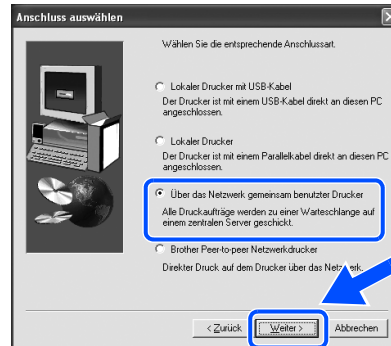 Anschluss auswählen
Wählen Sie die entsprechende Anschlussart.
Lokaler Drucker mit USB-Kabel
Der Drucker ist mit einem USB-Kabel direkt an diesen PC
angeschlossen.
Lokaler Drucker
Der Drucker ist mit einem Parallelkabel direkt an diesen PC
angeschlossen.
Über das Netzwerk gemeinsam benutzter Drucker
Alle Druckaufträge werden zu einer Warteschlange auf
einem zentralen Server geschickt.
Brother Peer-to-peer Netzwerkdrucker
Direkter Druck auf dem Drucker über das Netzwerk.
< Zurück Weiter > Abbrechen